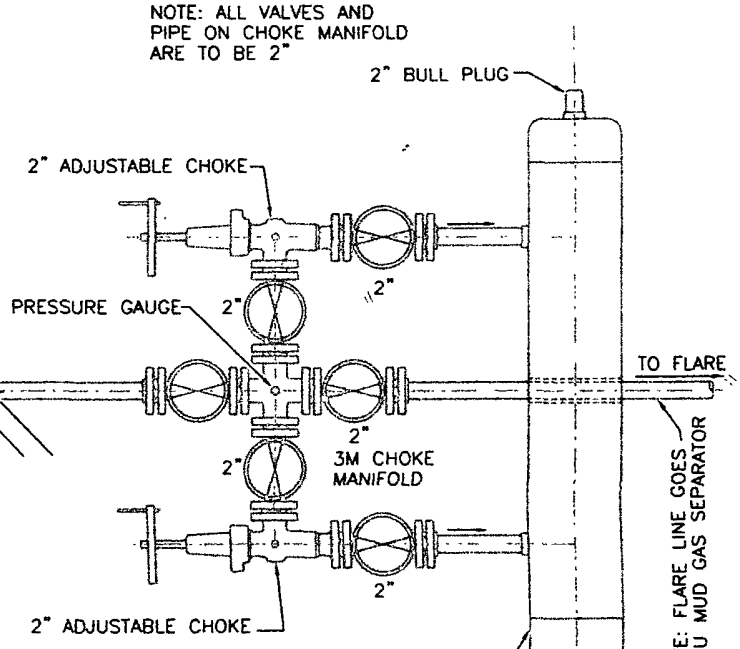 NOTE: ALL VALVES AND
PIPE ON CHOKE MANIFOLD
ARE TO BE 2"
2" BULL PLUG
2" ADJUSTABLE CHOKE
2"
2"
PRESSURE GAUGE
TO FLARE
2"
2"
3M CHOKE
MANIFOLD
2"
2" ADJUSTABLE CHOKE
E: FLARE LINE GOES
U MUD GAS SEPARATOR